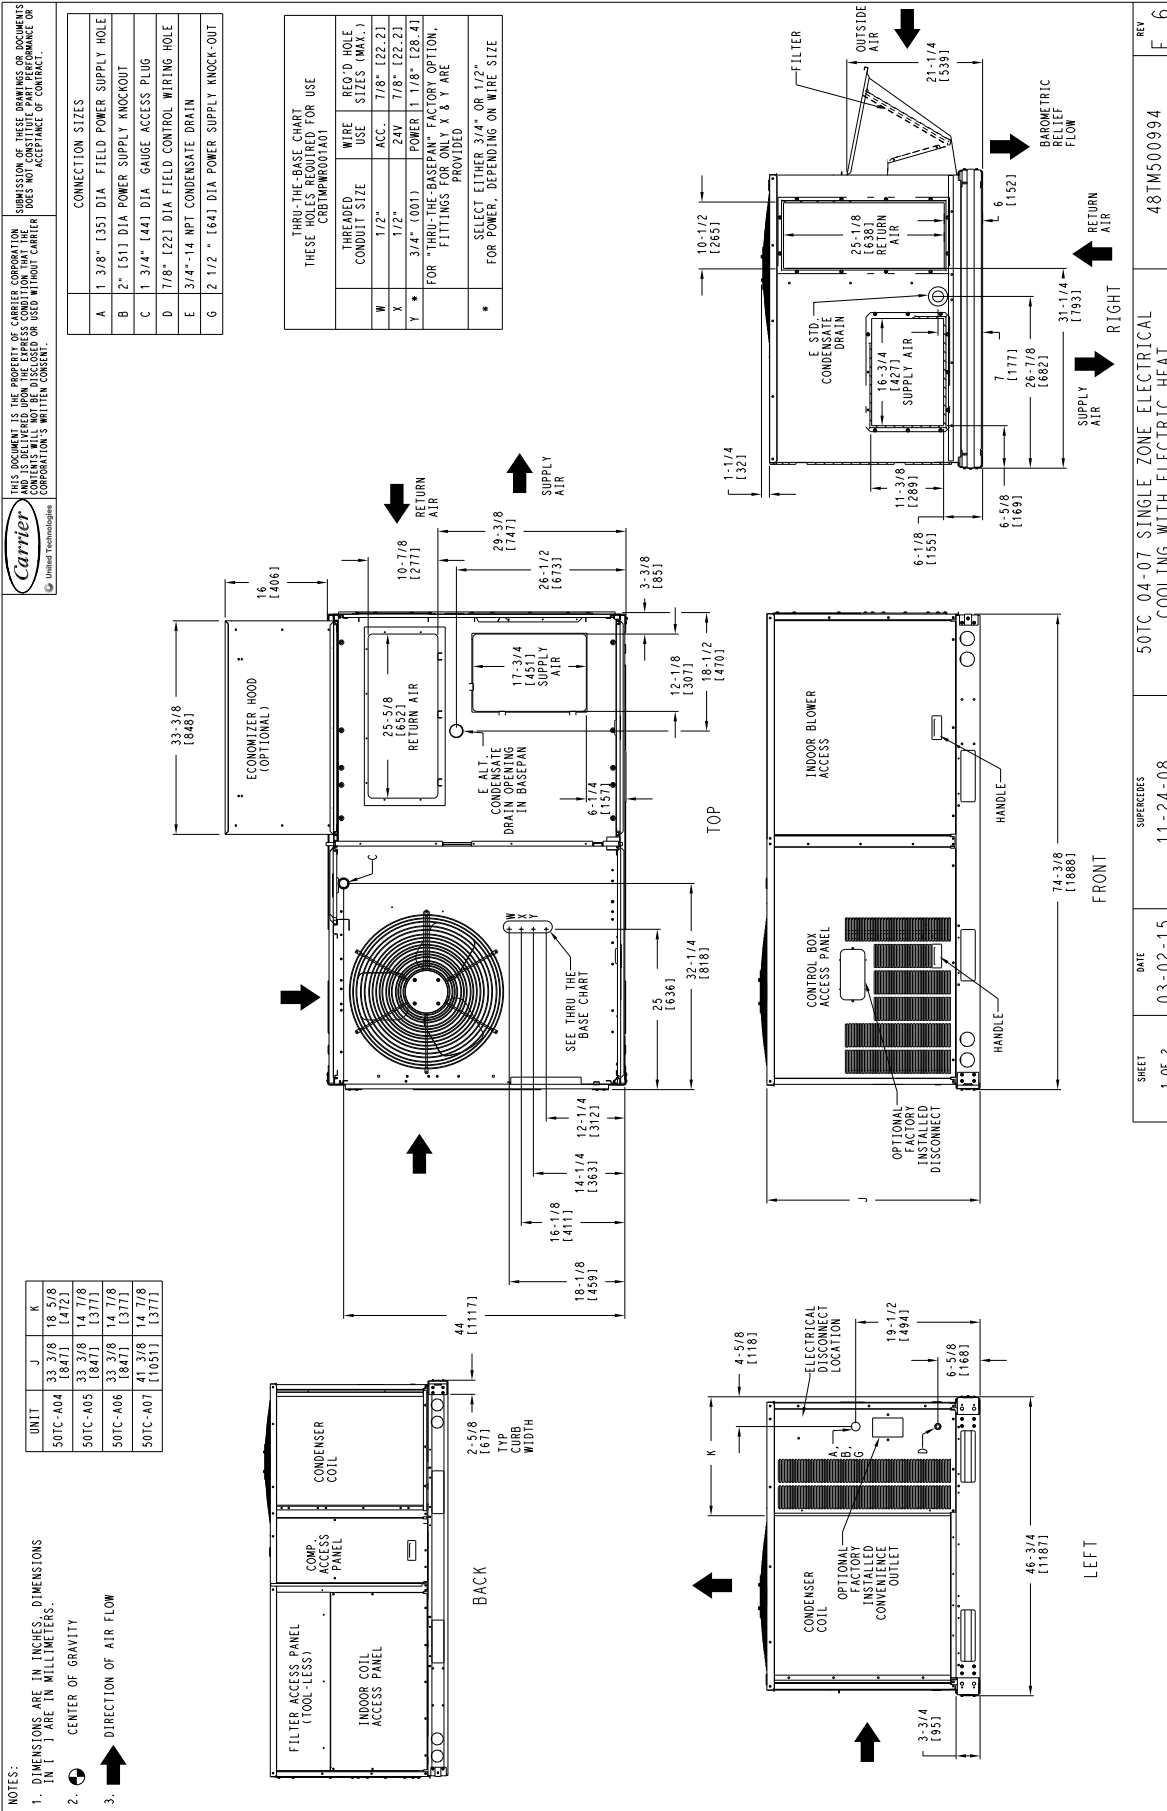 NOTES:
1. DIMENSIONS ARE IN INCHES, DIMENSIONS
IN [ ] ARE IN MILLIMETERS.
2. CENTER OF GRAVITY
3. DIRECTION OF AIR FLOW
UNIT J K
50TC-A04 33 3/8 [847] 18 5/8 [472]
50TC-A05 33 3/8 [847] 14 7/8 [377]
50TC-A06 33 3/8 [847] 14 7/8 [377]
50TC-A07 41 3/8 [1051] 14 7/8 [377]
Carrier
United Technologies
THIS DOCUMENT IS THE PROPERTY OF CARRIER CORPORATION
AND IS DELIVERED UPON THE EXPRESS CONDITION THAT THE
CONTENTS WILL NOT BE DISCLOSED OR USED WITHOUT CARRIER
CORPORATION'S WRITTEN CONSENT.
SUBMISSION OF THESE DRAWINGS OR DOCUMENTS
DOES NOT CONSTITUTE PART PERFORMANCE OR
ACCEPTANCE OF CONTRACT.
CONNECTION SIZES
A 1 3/8" [35] DIA FIELD POWER SUPPLY HOLE
B 2" [51] DIA POWER SUPPLY KNOCKOUT
C 1 3/4" [44] DIA GAUGE ACCESS PLUG
D 7/8" [22] DIA FIELD CONTROL WIRING HOLE
E 3/4"-14 NPT CONDENSATE DRAIN
G 2 1/2 " [64] DIA POWER SUPPLY KNOCK-OUT
THRU-THE-BASE CHART
THESE HOLES REQUIRED FOR USE
CRBTMPWR001A01
THREADED CONDUIT SIZE WIRE USE REQ'D HOLE SIZES (MAX.)
W 1/2" ACC. 7/8" [22.2]
X 1/2" 24V 7/8" [22.2]
Y * 3/4" (001) POWER 1 1/8" [28.4]
FOR "THRU-THE-BASEPAN" FACTORY OPTION,
FITTINGS FOR ONLY X & Y ARE
PROVIDED
* SELECT EITHER 3/4" OR 1/2"
FOR POWER, DEPENDING ON WIRE SIZE
FILTER ACCESS PANEL
(TOOL-LESS)
INDOOR COIL
ACCESS PANEL
COMP.
ACCESS
PANEL
CONDENSER
COIL
2-5/8
[67]
TYP
CURB
WIDTH
BACK
33-3/8
[848]
16
[406]
ECONOMIZER HOOD
(OPTIONAL)
C
25-5/8
[652]
RETURN AIR
10-7/8
[277]
RETURN
AIR
SUPPLY
AIR
29-3/8
[747]
26-1/2
[673]
3-3/8
[85]
17-3/4
[451]
SUPPLY
AIR
12-1/8
[307]
18-1/2
[470]
E ALT.
CONDENSATE
DRAIN OPENING
IN BASEPAN
6-1/4
[157]
W
X
Y
SEE THRU THE
BASE CHART
25
[636]
32-1/4
[818]
12-1/4
[312]
14-1/4
[363]
16-1/8
[411]
18-1/8
[459]
44
[1117]
TOP
FILTER
OUTSIDE
AIR
21-1/4
[539]
BAROMETRIC
RELIEF
FLOW
6
[152]
10-1/2
[265]
25-1/8
[638]
RETURN
AIR
RETURN
AIR
31-1/4
[793]
E STD.
CONDENSATE
DRAIN
16-3/4
[427]
SUPPLY AIR
7
[177]
26-7/8
[682]
SUPPLY
AIR
1-1/4
[32]
11-3/8
[289]
6-1/8
[155]
6-5/8
[169]
RIGHT
CONDENSER
COIL
OPTIONAL
FACTORY
INSTALLED
CONVENIENCE
OUTLET
K
A,
B,
G
D
4-5/8
[118]
ELECTRICAL
DISCONNECT
LOCATION
19-1/2
[494]
6-5/8
[168]
46-3/4
[1187]
3-3/4
[95]
LEFT
J
OPTIONAL
FACTORY
INSTALLED
DISCONNECT
CONTROL BOX
ACCESS PANEL
HANDLE
INDOOR BLOWER
ACCESS
HANDLE
74-3/8
[1888]
FRONT
SHEET
1 OF 2
DATE
03-02-15
SUPERCEDES
11-24-08
50TC 04-07 SINGLE ZONE ELECTRICAL
COOLING WITH ELECTRIC HEAT
48TM500994
REV